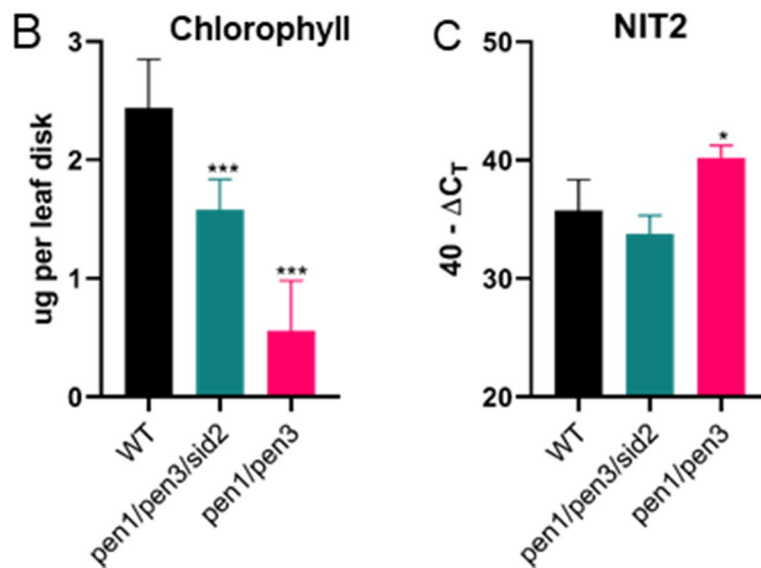 B Chlorophyll
ug per leaf disk
3
2
1
0
***
***
WT
pen1/pen3/sid2
pen1/pen3
C NIT2
40 - ΔCT
50
40
30
20
*
WT
pen1/pen3/sid2
pen1/pen3